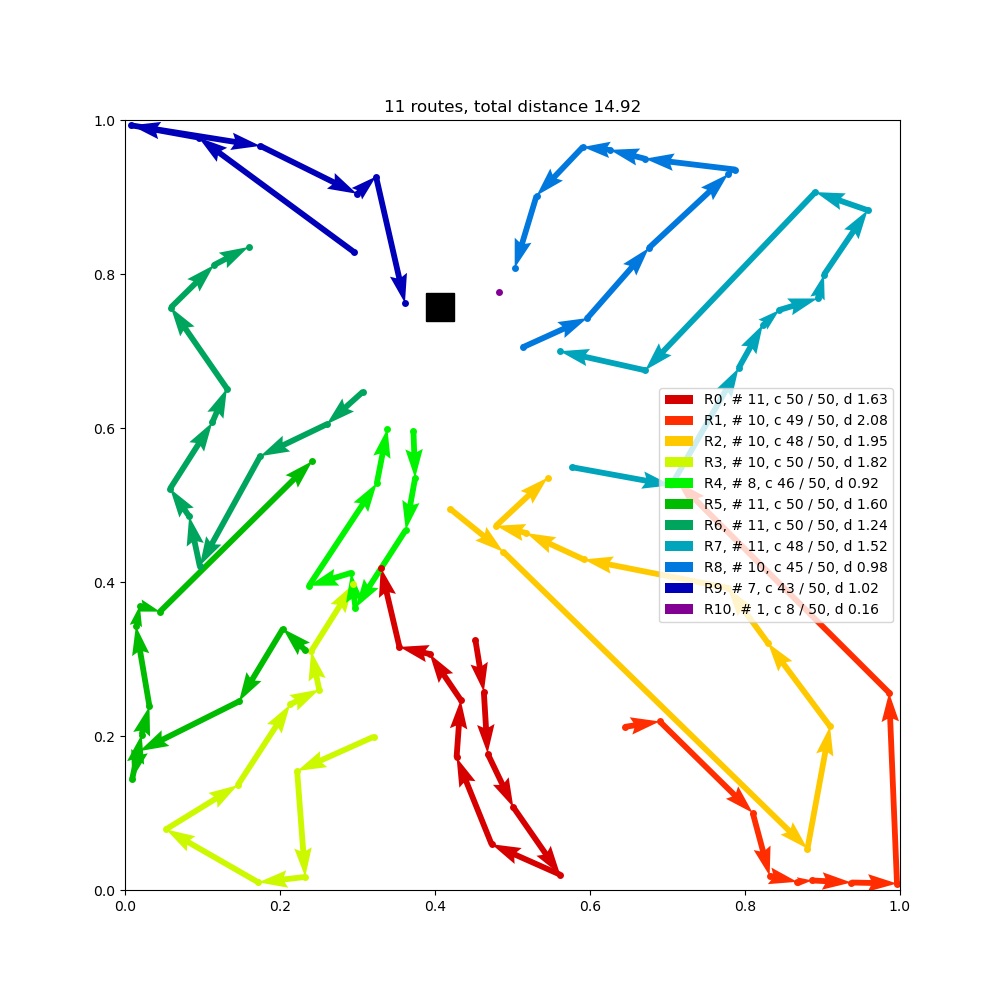 11 routes, total distance 14.92
1.0
0.8
0.6
0.4
0.2
0.0
0.0 0.2 0.4 0.6 0.8 1.0
R0, # 11, c 50 / 50, d 1.63
R1, # 10, c 49 / 50, d 2.08
R2, # 10, c 48 / 50, d 1.95
R3, # 10, c 50 / 50, d 1.82
R4, # 8, c 46 / 50, d 0.92
R5, # 11, c 50 / 50, d 1.60
R6, # 11, c 50 / 50, d 1.24
R7, # 11, c 48 / 50, d 1.52
R8, # 10, c 45 / 50, d 0.98
R9, # 7, c 43 / 50, d 1.02
R10, # 1, c 8 / 50, d 0.16